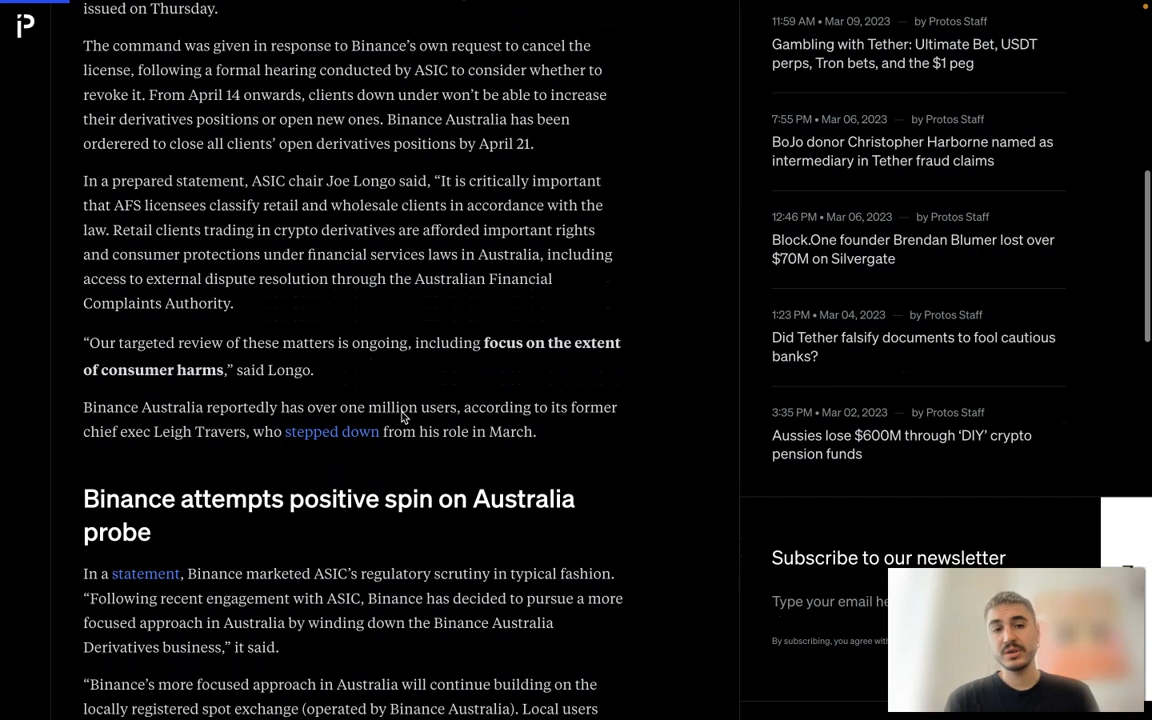 issued on Thursday.
The command was given in response to Binance’s own request to cancel the
license, following a formal hearing conducted by ASIC to consider whether to
revoke it. From April 14 onwards, clients down under won’t be able to increase
their derivatives positions or open new ones. Binance Australia has been
orderered to close all clients’ open derivatives positions by April 21.
In a prepared statement, ASIC chair Joe Longo said, “It is critically important
that AFS licensees classify retail and wholesale clients in accordance with the
law. Retail clients trading in crypto derivatives are afforded important rights
and consumer protections under financial services laws in Australia, including
access to external dispute resolution through the Australian Financial
Complaints Authority.
“Our targeted review of these matters is ongoing, including focus on the extent
of consumer harms,” said Longo.
Binance Australia reportedly has over one million users, according to its former
chief exec Leigh Travers, who stepped down from his role in March.
Binance attempts positive spin on Australia
probe
In a statement, Binance marketed ASIC’s regulatory scrutiny in typical fashion.
“Following recent engagement with ASIC, Binance has decided to pursue a more
focused approach in Australia by winding down the Binance Australia
Derivatives business,” it said.
“Binance’s more focused approach in Australia will continue building on the
locally registered spot exchange (operated by Binance Australia). Local users
11:59 AM • Mar 09, 2023 — by Protos Staff
Gambling with Tether: Ultimate Bet, USDT
perps, Tron bets, and the $1 peg
7:55 PM • Mar 06, 2023 — by Protos Staff
BoJo donor Christopher Harborne named as
intermediary in Tether fraud claims
12:46 PM • Mar 06, 2023 — by Protos Staff
Block.One founder Brendan Blumer lost over
$70M on Silvergate
1:23 PM • Mar 04, 2023 — by Protos Staff
Did Tether falsify documents to fool cautious
banks?
3:35 PM • Mar 02, 2023 — by Protos Staff
Aussies lose $600M through ‘DIY’ crypto
pension funds
Subscribe to our newsletter
Type your email
By subscribing, you agree